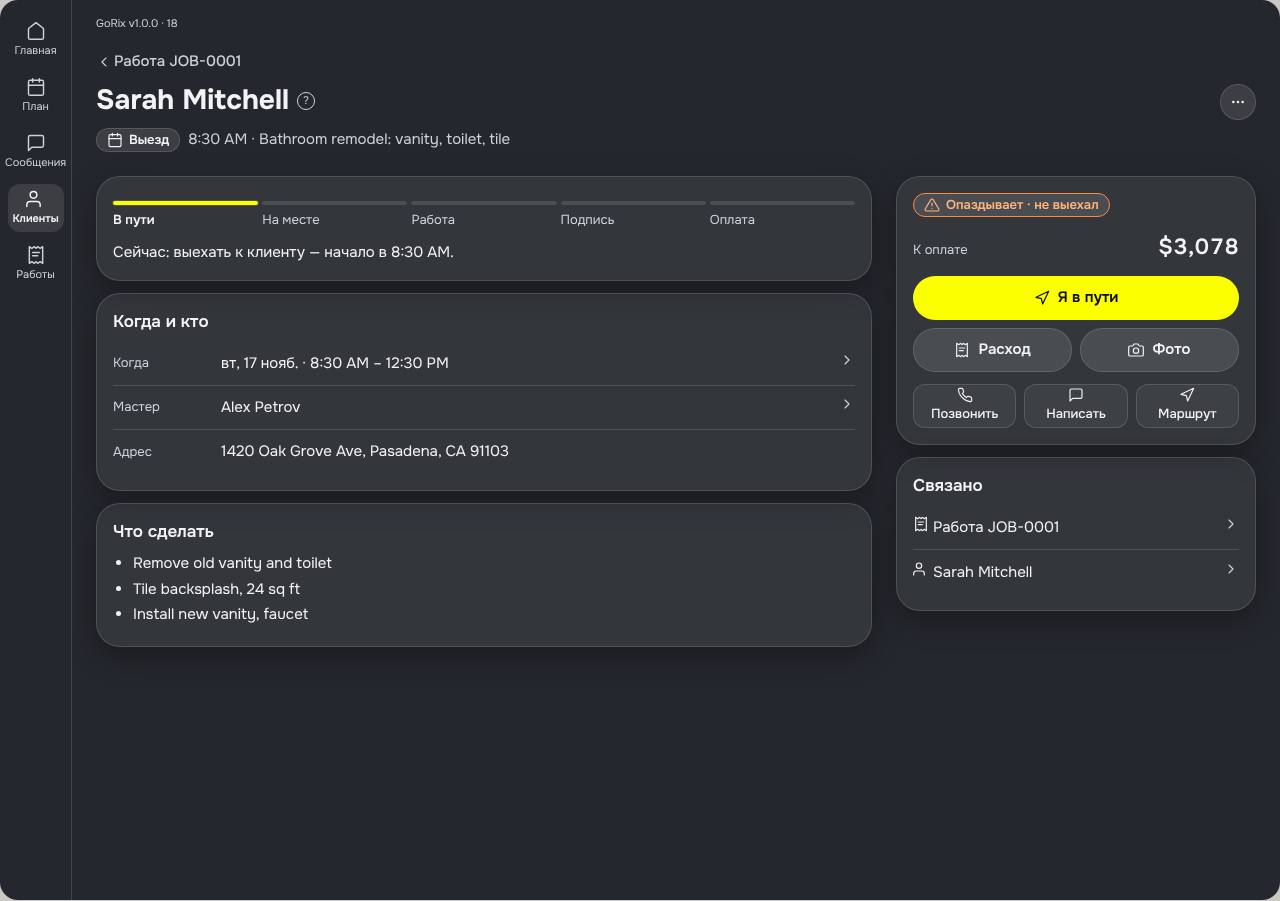 GoRix v1.0.0 · 18
Главная
План
Сообщения
Клиенты
Работы
Работа JOB-0001
Sarah Mitchell ?
Выезд 8:30 AM · Bathroom remodel: vanity, toilet, tile
В пути На месте Работа Подпись Оплата
Сейчас: выехать к клиенту — начало в 8:30 AM.
Когда и кто
Когда вт, 17 нояб. · 8:30 AM – 12:30 PM
Мастер Alex Petrov
Адрес 1420 Oak Grove Ave, Pasadena, CA 91103
Что сделать
• Remove old vanity and toilet
• Tile backsplash, 24 sq ft
• Install new vanity, faucet
Опаздывает · не выехал
К оплате $3,078
Я в пути
Расход Фото
Позвонить Написать Маршрут
Связано
Работа JOB-0001
Sarah Mitchell